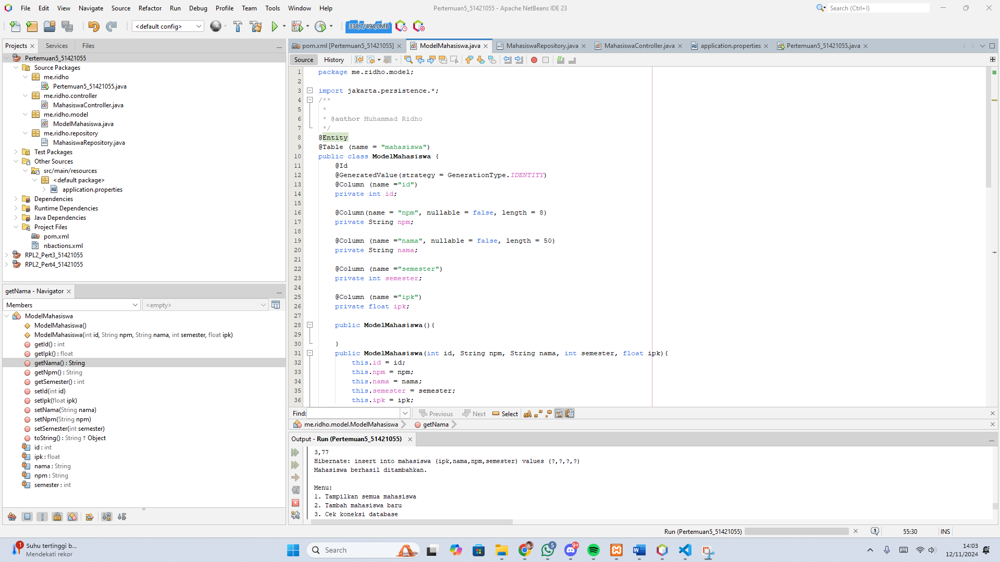 File Edit View Navigate Source Refactor Run Debug Profile Team Tools Window Help
Pertemuan5_51421055 - Apache NetBeans IDE 23
Search (Ctrl+I)
<default config>
338,7/494,0MB
Projects Services Files
Pertemuan5_51421055
Source Packages
me.ridho
Pertemuan5_51421055.java
me.ridho.controller
MahasiswaController.java
me.ridho.model
ModelMahasiswa.java
me.ridho.repository
MahasiswaRepository.java
Test Packages
Other Sources
src/main/resources
<default package>
application.properties
Dependencies
Runtime Dependencies
Java Dependencies
Project Files
pom.xml
nbactions.xml
RPL2_Pert3_51421055
RPL2_Pert4_51421055
getNama - Navigator
Members
<empty>
ModelMahasiswa
ModelMahasiswa()
ModelMahasiswa(int id, String npm, String nama, int semester, float ipk)
getId() : int
getIpk() : float
getNama() : String
getNpm() : String
getSemester() : int
setId(int id)
setIpk(float ipk)
setNama(String nama)
setNpm(String npm)
setSemester(int semester)
toString() : String ↑ Object
id : int
ipk : float
nama : String
npm : String
semester : int
pom.xml [Pertemuan5_51421055] ModelMahasiswa.java MahasiswaRepository.java MahasiswaController.java application.properties Pertemuan5_51421055.java
Source History
1 package me.ridho.model;
2
3 import jakarta.persistence.*;
4 /**
5 *
6 * @author Muhammad Ridho
7 */
8 @Entity
9 @Table (name = "mahasiswa")
10 public class ModelMahasiswa {
11 @Id
12 @GeneratedValue(strategy = GenerationType.IDENTITY)
13 @Column (name ="id")
14 private int id;
15
16 @Column(name = "npm", nullable = false, length = 8)
17 private String npm;
18
19 @Column (name ="nama", nullable = false, length = 50)
20 private String nama;
21
22 @Column (name ="semester")
23 private int semester;
24
25 @Column (name ="ipk")
26 private float ipk;
27
28 public ModelMahasiswa(){
29
30 }
31 public ModelMahasiswa(int id, String npm, String nama, int semester, float ipk){
32 this.id = id;
33 this.npm = npm;
34 this.nama = nama;
35 this.semester = semester;
36 this.ipk = ipk;
Find: Previous Next Select
me.ridho.model.ModelMahasiswa getNama
Output - Run (Pertemuan5_51421055)
3,77
Hibernate: insert into mahasiswa (ipk,nama,npm,semester) values (?,?,?,?)
Mahasiswa berhasil ditambahkan.
Menu:
1. Tampilkan semua mahasiswa
2. Tambah mahasiswa baru
3. Cek koneksi database
Run (Pertemuan5_51421055)
1
55:30
INS
1
Suhu tertinggi b...
Mendekati rekor
Search
5
9+
14:03
12/11/2024